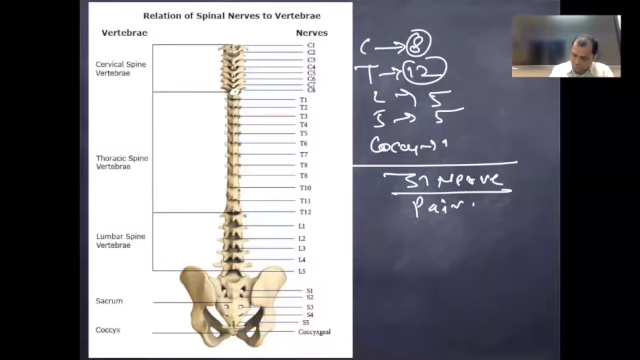 Relation of Spinal Nerves to Vertebrae
Vertebrae
Nerves
C1
C2
Cervical Spine
Vertebrae
C3
C4
C5
C6
C7
C8
T1
T2
T3
T4
T5
T6
Thoracic Spine
Vertebrae
T7
T8
T8
T10
T11
T12
L1
Lumbar Spine
Vertebrae
L2
L3
L4
L5
S1
S2
Sacrum
S3
S4
S5
Coccyx
Coccyxgeal
C → 8
T → 12
L → 5
S → 5
Coccyx → 1
31 Nerve
Pair.